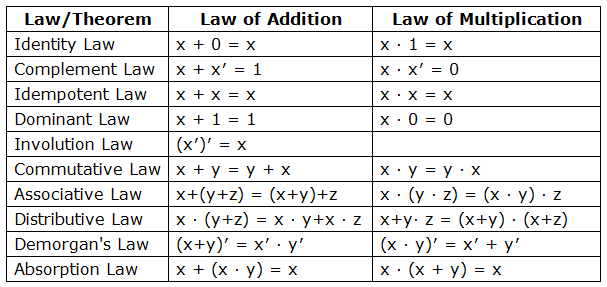 Law/Theorem Law of Addition Law of Multiplication
Identity Law x + 0 = x x · 1 = x
Complement Law x + x′ = 1 x · x′ = 0
Idempotent Law x + x = x x · x = x
Dominant Law x + 1 = 1 x · 0 = 0
Involution Law (x′)′ = x
Commutative Law x + y = y + x x · y = y · x
Associative Law x+(y+z) = (x+y)+z x · (y · z) = (x · y) · z
Distributive Law x · (y+z) = x · y+x · z x+y· z = (x+y) · (x+z)
Demorgan's Law (x+y)′ = x′ · y′ (x · y)′ = x′ + y′
Absorption Law x + (x · y) = x x · (x + y) = x